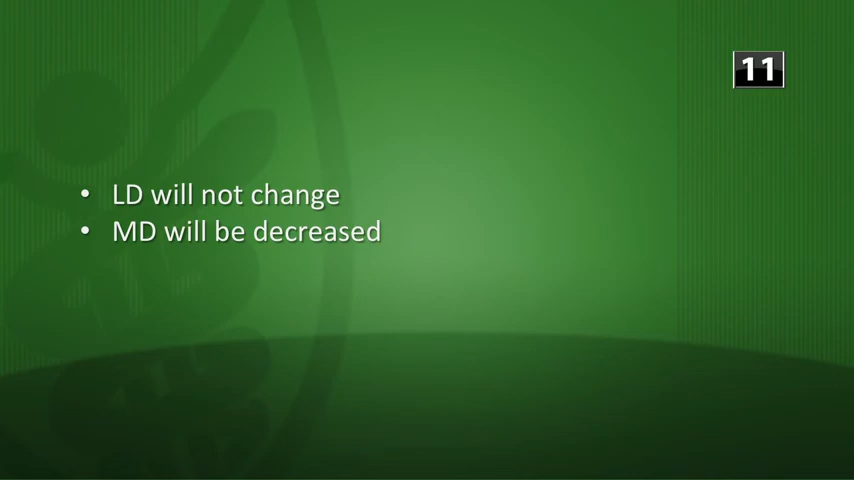 11
• LD will not change
• MD will be decreased